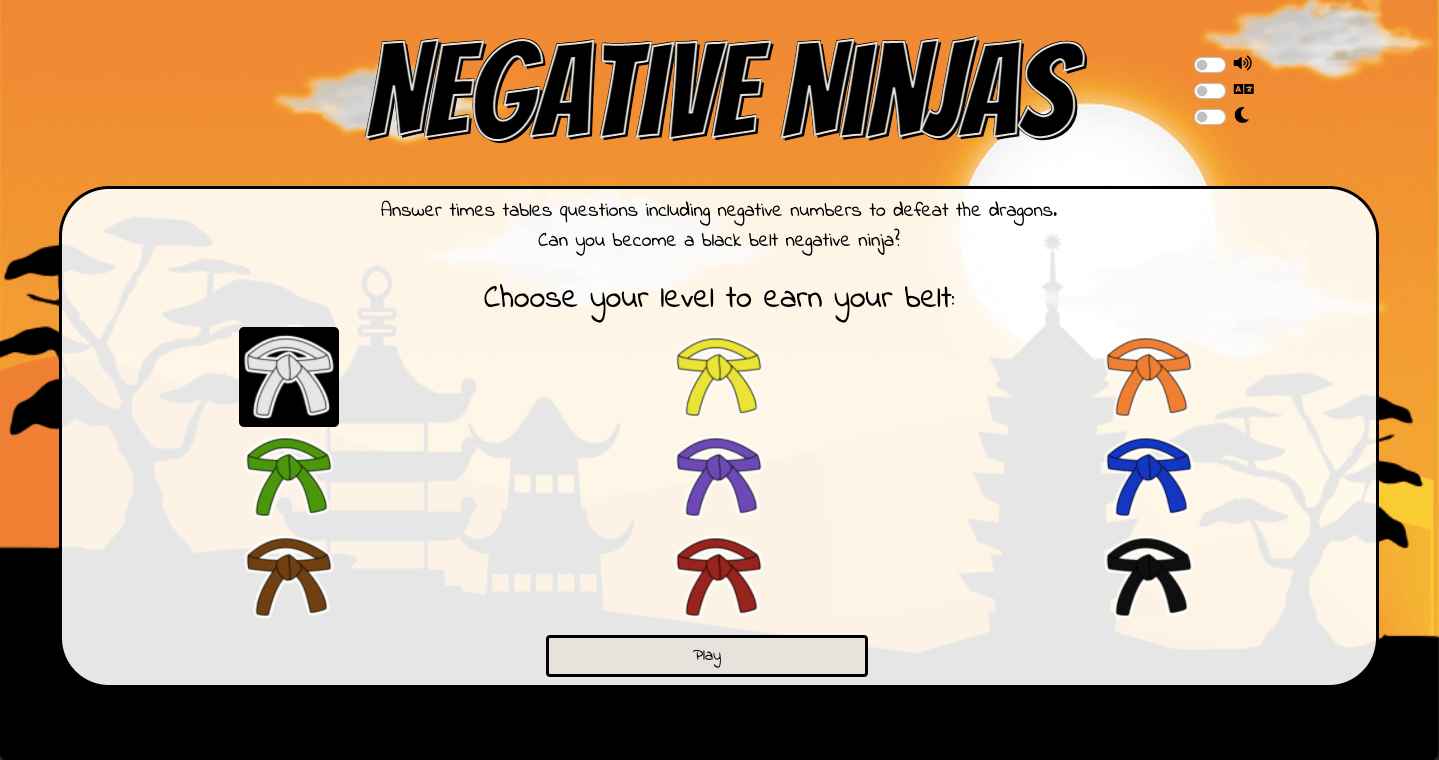 NEGATIVE NINJAS
Answer times tables questions including negative numbers to defeat the dragons.
Can you become a black belt negative ninja?
Choose your level to earn your belt:
Play